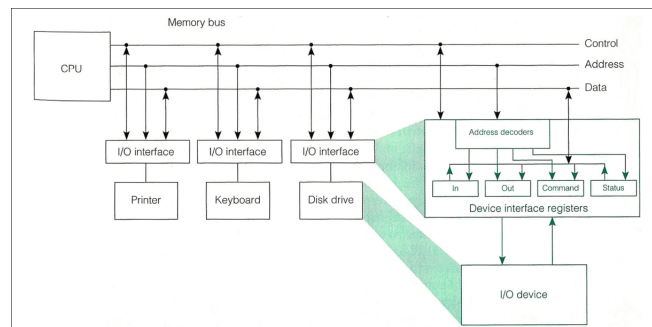 Memory bus
Control
CPU
Address
Data
Address decoders
I/O interface
I/O interface
I/O interface
In
Out
Command
Status
Printer
Keyboard
Disk drive
Device interface registers
I/O device